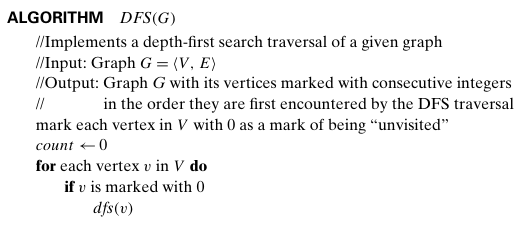 ALGORITHM DFS(G)
//Implements a depth-first search traversal of a given graph
//Input: Graph G = ⟨V, E⟩
//Output: Graph G with its vertices marked with consecutive integers
// in the order they are first encountered by the DFS traversal
mark each vertex in V with 0 as a mark of being “unvisited”
count ← 0
for each vertex v in V do
if v is marked with 0
dfs(v)